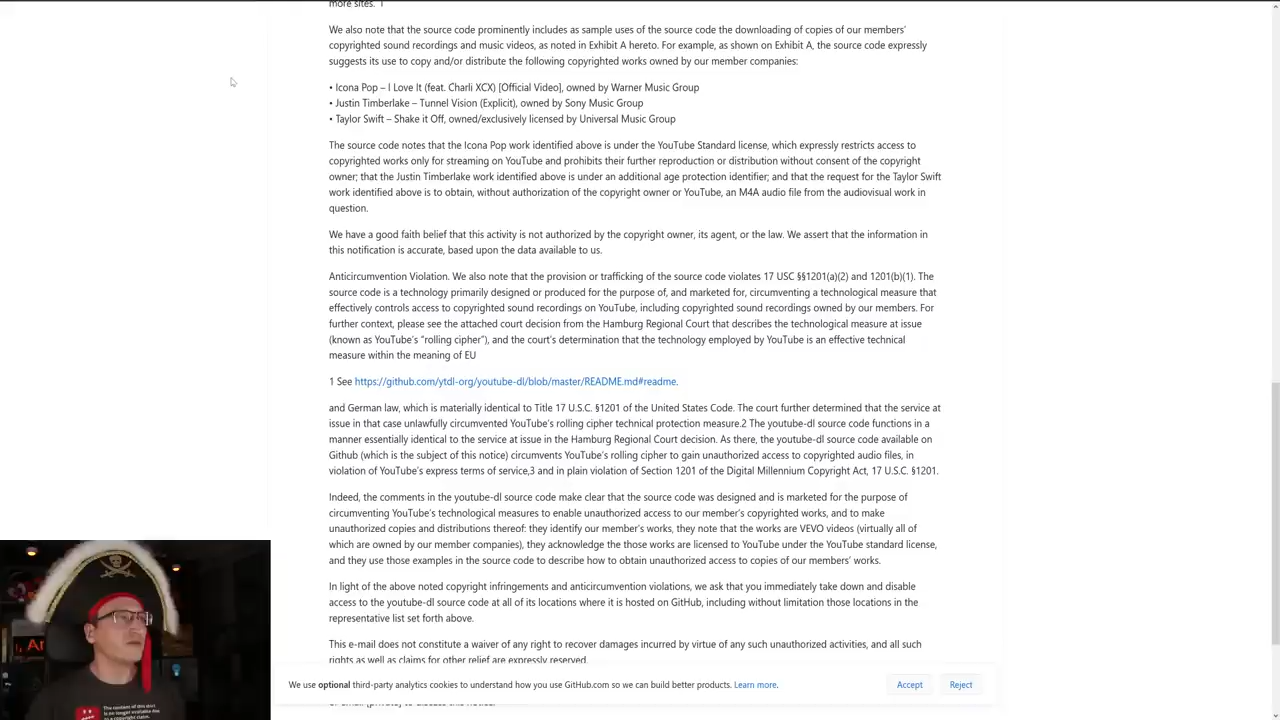 more sites. 1
We also note that the source code prominently includes as sample uses of the source code the downloading of copies of our members'
copyrighted sound recordings and music videos, as noted in Exhibit A hereto. For example, as shown on Exhibit A, the source code expressly
suggests its use to copy and/or distribute the following copyrighted works owned by our member companies:
• Icona Pop – I Love It (feat. Charli XCX) [Official Video], owned by Warner Music Group
• Justin Timberlake – Tunnel Vision (Explicit), owned by Sony Music Group
• Taylor Swift – Shake it Off, owned/exclusively licensed by Universal Music Group
The source code notes that the Icona Pop work identified above is under the YouTube Standard license, which expressly restricts access to
copyrighted works only for streaming on YouTube and prohibits their further reproduction or distribution without consent of the copyright
owner; that the Justin Timberlake work identified above is under an additional age protection identifier; and that the request for the Taylor Swift
work identified above is to obtain, without authorization of the copyright owner or YouTube, an M4A audio file from the audiovisual work in
question.
We have a good faith belief that this activity is not authorized by the copyright owner, its agent, or the law. We assert that the information in
this notification is accurate, based upon the data available to us.
Anticircumvention Violation. We also note that the provision or trafficking of the source code violates 17 USC §§1201(a)(2) and 1201(b)(1). The
source code is a technology primarily designed or produced for the purpose of, and marketed for, circumventing a technological measure that
effectively controls access to copyrighted sound recordings on YouTube, including copyrighted sound recordings owned by our members. For
further context, please see the attached court decision from the Hamburg Regional Court that describes the technological measure at issue
(known as YouTube's "rolling cipher"), and the court's determination that the technology employed by YouTube is an effective technical
measure within the meaning of EU
1 See https://github.com/ytdl-org/youtube-dl/blob/master/README.md#readme.
and German law, which is materially identical to Title 17 U.S.C. §1201 of the United States Code. The court further determined that the service at
issue in that case unlawfully circumvented YouTube's rolling cipher technical protection measure.2 The youtube-dl source code functions in a
manner essentially identical to the service at issue in the Hamburg Regional Court decision. As there, the youtube-dl source code available on
Github (which is the subject of this notice) circumvents YouTube's rolling cipher to gain unauthorized access to copyrighted audio files, in
violation of YouTube's express terms of service,3 and in plain violation of Section 1201 of the Digital Millennium Copyright Act, 17 U.S.C. §1201.
Indeed, the comments in the youtube-dl source code make clear that the source code was designed and is marketed for the purpose of
circumventing YouTube's technological measures to enable unauthorized access to our member's copyrighted works, and to make
unauthorized copies and distributions thereof: they identify our member's works, they note that the works are VEVO videos (virtually all of
which are owned by our member companies), they acknowledge the those works are licensed to YouTube under the YouTube standard license,
and they use those examples in the source code to describe how to obtain unauthorized access to copies of our members' works.
In light of the above noted copyright infringements and anticircumvention violations, we ask that you immediately take down and disable
access to the youtube-dl source code at all of its locations where it is hosted on GitHub, including without limitation those locations in the
representative list set forth above.
This e-mail does not constitute a waiver of any right to recover damages incurred by virtue of any such unauthorized activities, and all such
rights as well as claims for other relief are expressly reserved.
We use optional third-party analytics cookies to understand how you use GitHub.com so we can build better products. Learn more.
Accept
Reject